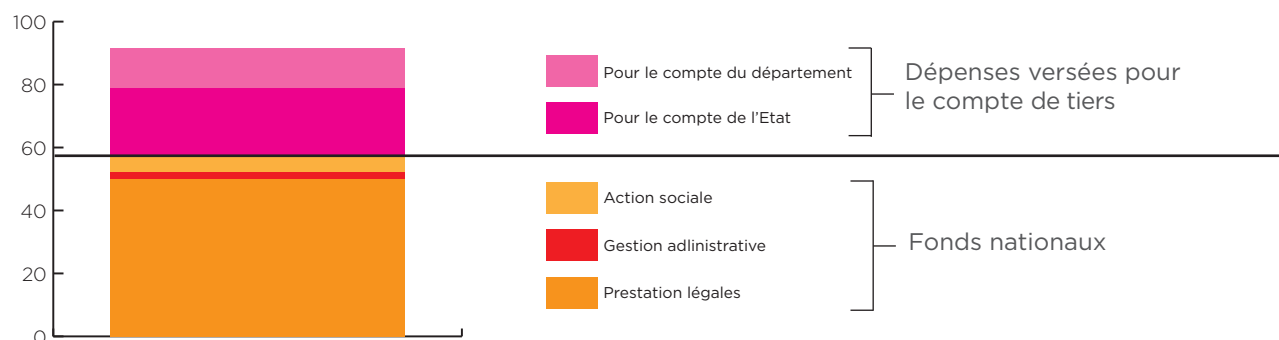 100
80
60
40
20
0
Pour le compte du département
Pour le compte de l'Etat
Dépenses versées pour
le compte de tiers
Action sociale
Gestion adlinistrative
Prestation légales
Fonds nationaux